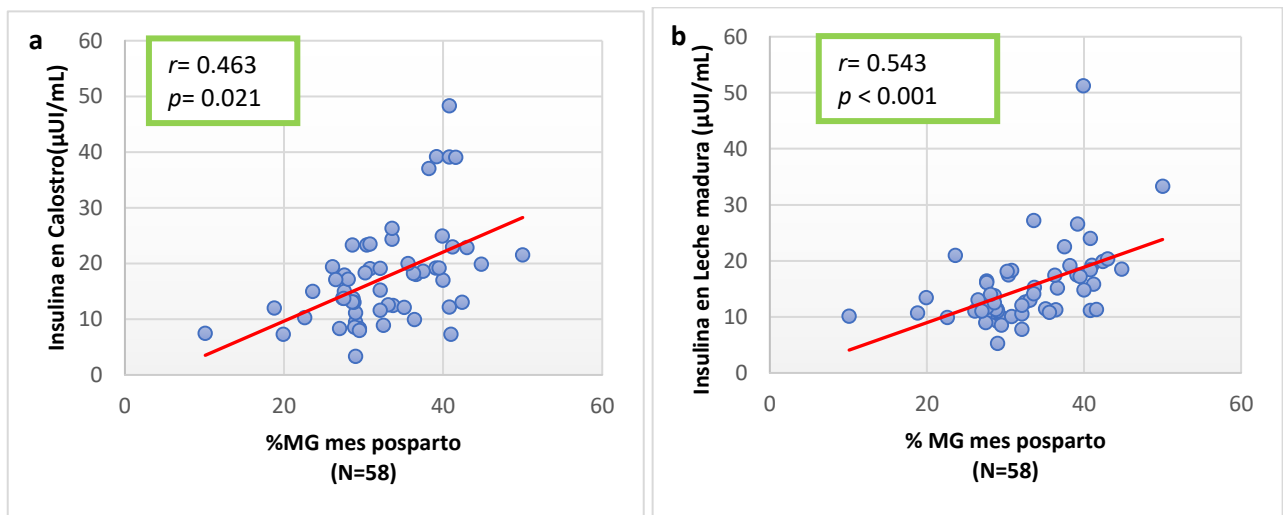 a
r= 0.463
p= 0.021
Insulina en Calostro(µUI/mL)
60
50
40
30
20
10
0
0 20 40 60
%MG mes posparto
(N=58)
b
r= 0.543
p < 0.001
Insulina en Leche madura (µUI/mL)
60
50
40
30
20
10
0
0 20 40 60
% MG mes posparto
(N=58)